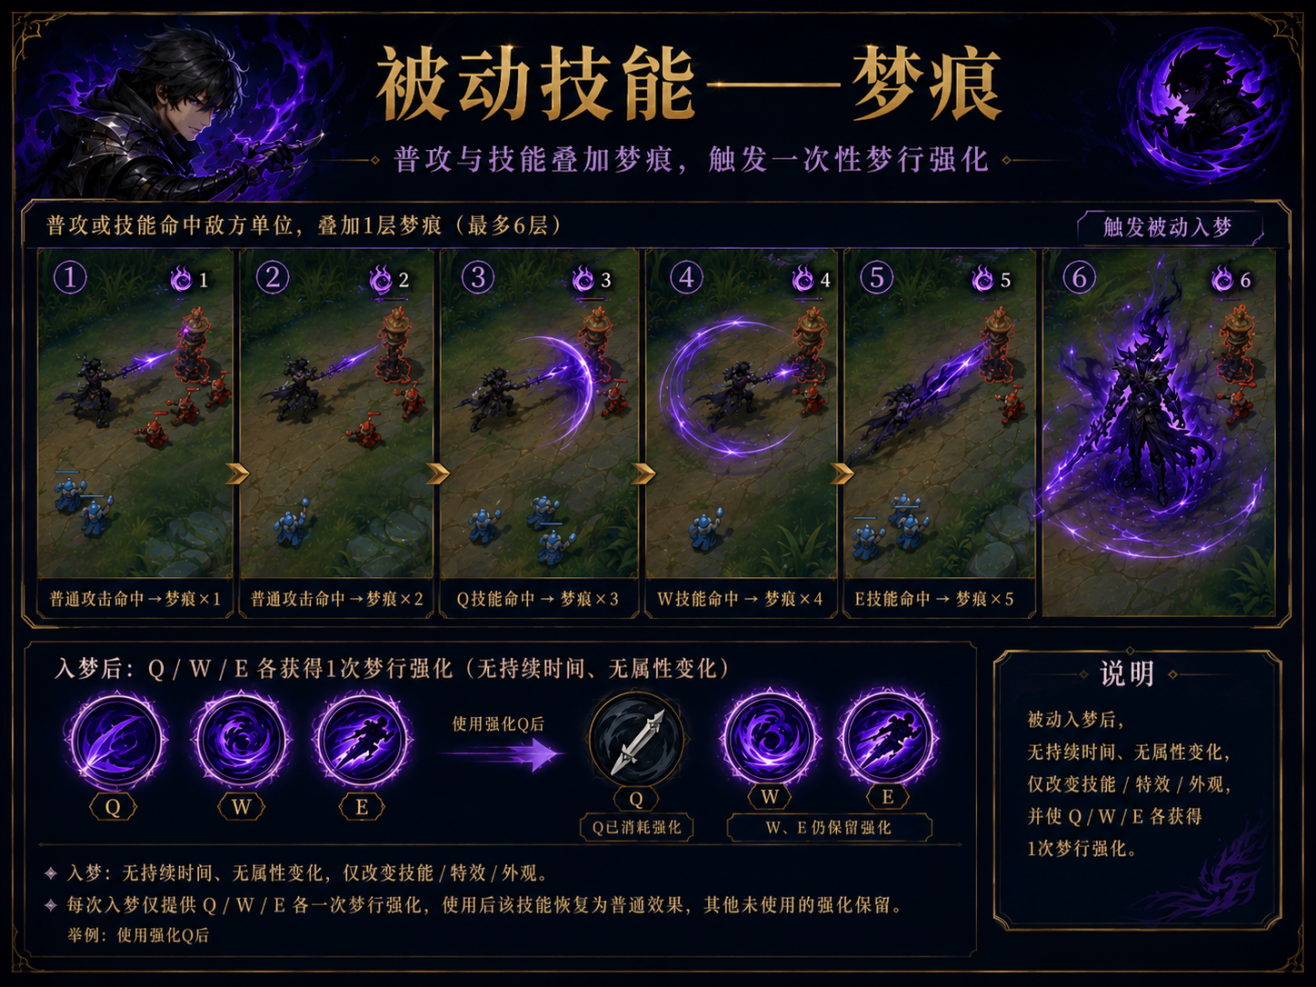 被动技能——梦痕
普攻与技能叠加梦痕，触发一次性梦行强化
普攻或技能命中敌方单位，叠加1层梦痕（最多6层）
触发被动入梦
① 1
② 2
③ 3
④ 4
⑤ 5
⑥ 6
普通攻击命中→梦痕×1
普通攻击命中→梦痕×2
Q技能命中 → 梦痕×3
W技能命中 → 梦痕×4
E技能命中 → 梦痕×5
入梦后：Q / W / E 各获得1次梦行强化（无持续时间、无属性变化）
使用强化Q后
Q
W
E
Q
W
E
Q已消耗强化
W、E 仍保留强化
入梦：无持续时间、无属性变化，仅改变技能 / 特效 / 外观。
每次入梦仅提供 Q / W / E 各一次梦行强化，使用后该技能恢复为普通效果，其他未使用的强化保留。
举例：使用强化Q后
说明
被动入梦后，
无持续时间、无属性变化，
仅改变技能 / 特效 / 外观，
并使 Q / W / E 各获得
1次梦行强化。